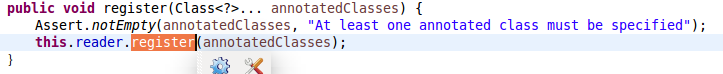 public void register(Class<?>... annotatedClasses) {
Assert.notEmpty(annotatedClasses, "At least one annotated class must be specified");
this.reader.register(annotatedClasses);
}